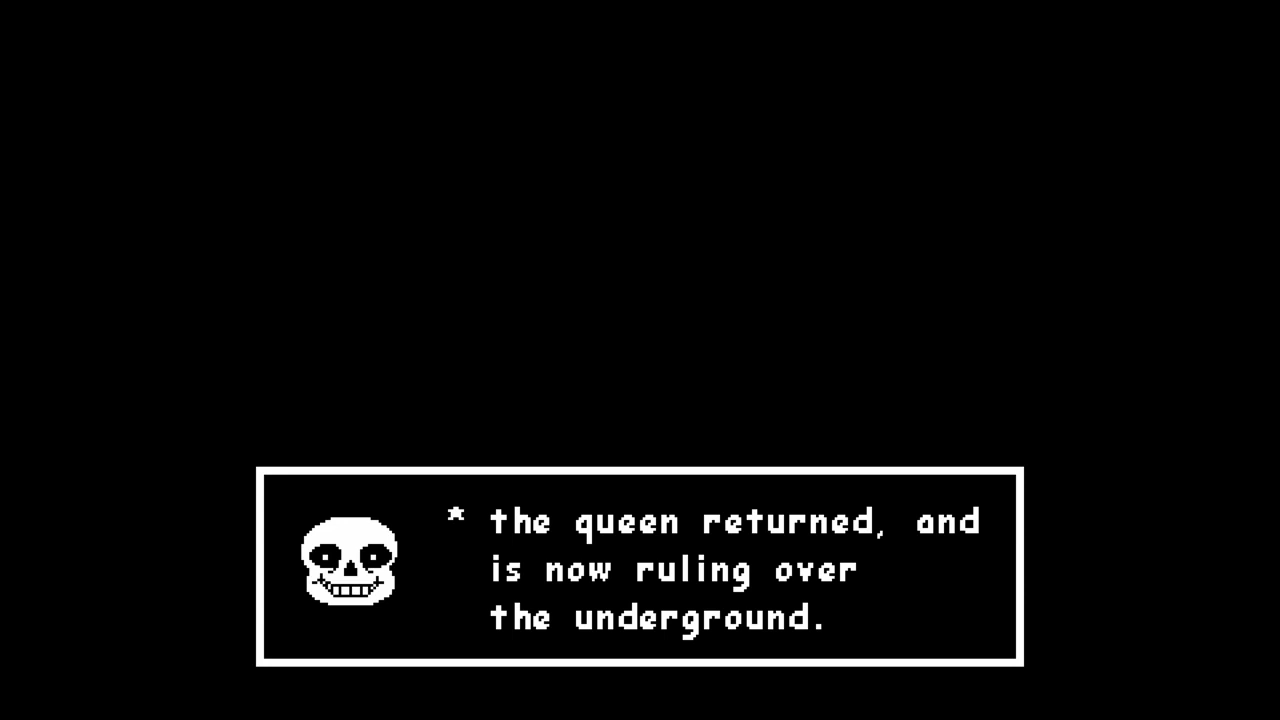 * the queen returned, and
is now ruling over
the underground.